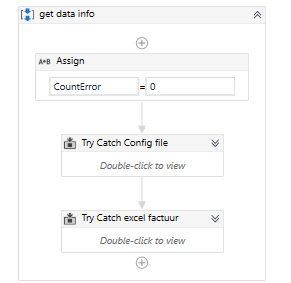 get data info
A+B Assign
CountError = 0
Try Catch Config file
Double-click to view
Try Catch excel factuur
Double-click to view